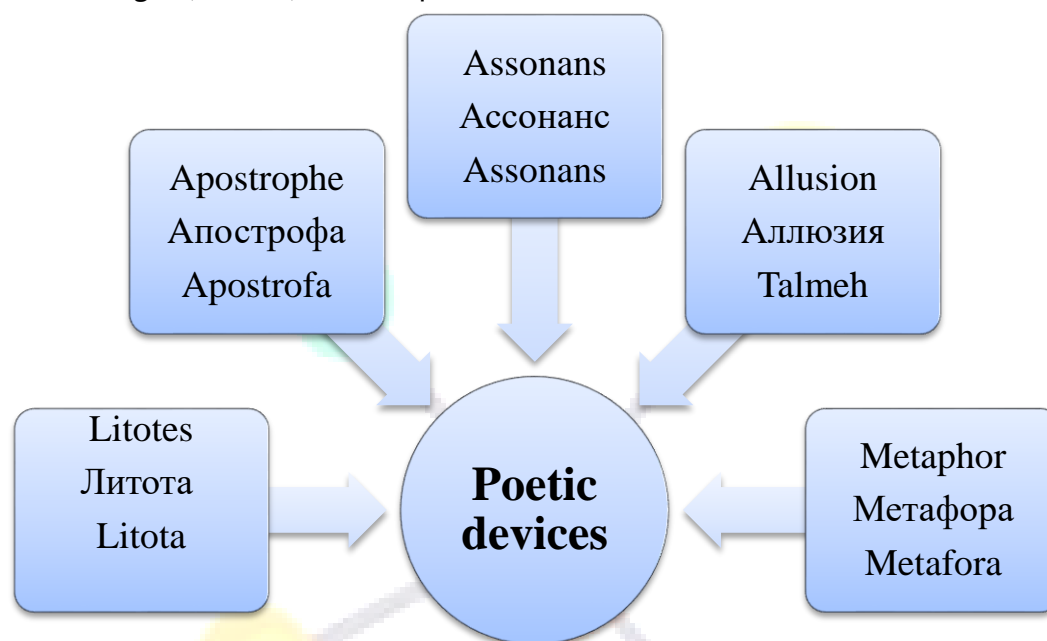 Assonans
Ассонанс
Assonans
Apostrophe
Апострофа
Apostrofa
Allusion
Аллюзия
Talmeh
Litotes
Литота
Litota
Poetic
devices
Metaphor
Метафора
Metafora